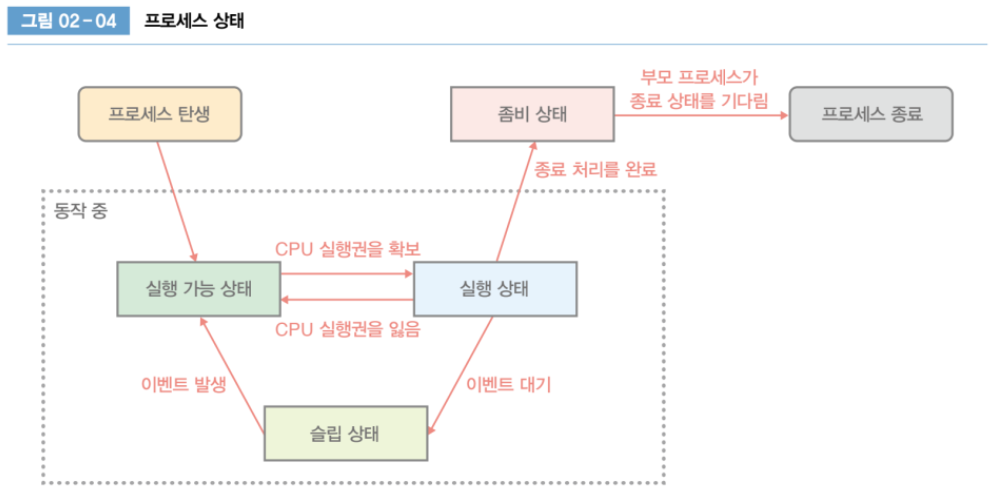 그림 02-04 프로세스 상태
부모 프로세스가
종료 상태를 기다림
프로세스 탄생
좀비 상태
프로세스 종료
종료 처리를 완료
동작 중
CPU 실행권을 확보
실행 가능 상태
실행 상태
CPU 실행권을 잃음
이벤트 발생
이벤트 대기
슬립 상태